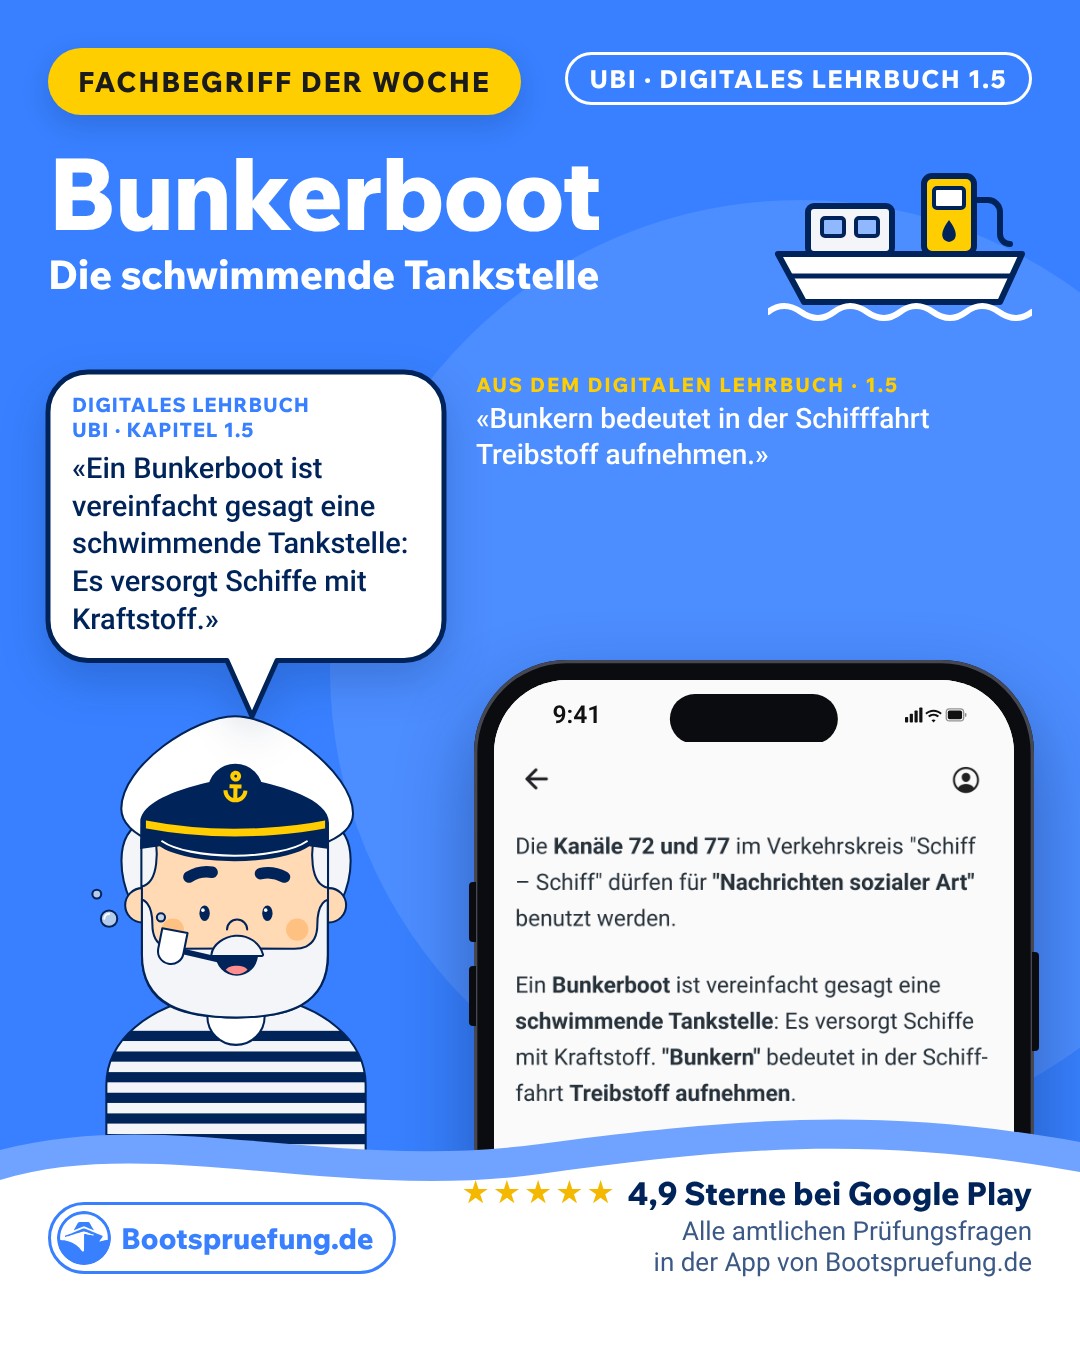 FACHBEGRIFF DER WOCHE
UBI · DIGITALES LEHRBUCH 1.5
Bunkerboot
Die schwimmende Tankstelle
DIGITALES LEHRBUCH
UBI · KAPITEL 1.5
«Ein Bunkerboot ist
vereinfacht gesagt eine
schwimmende Tankstelle:
Es versorgt Schiffe mit
Kraftstoff.»
AUS DEM DIGITALEN LEHRBUCH · 1.5
«Bunkern bedeutet in der Schifffahrt
Treibstoff aufnehmen.»
9:41
Die Kanäle 72 und 77 im Verkehrskreis "Schiff
– Schiff" dürfen für "Nachrichten sozialer Art"
benutzt werden.
Ein Bunkerboot ist vereinfacht gesagt eine
schwimmende Tankstelle: Es versorgt Schiffe
mit Kraftstoff. "Bunkern" bedeutet in der Schiff-
fahrt Treibstoff aufnehmen.
★★★★★ 4,9 Sterne bei Google Play
Alle amtlichen Prüfungsfragen
in der App von Bootspruefung.de
Bootspruefung.de